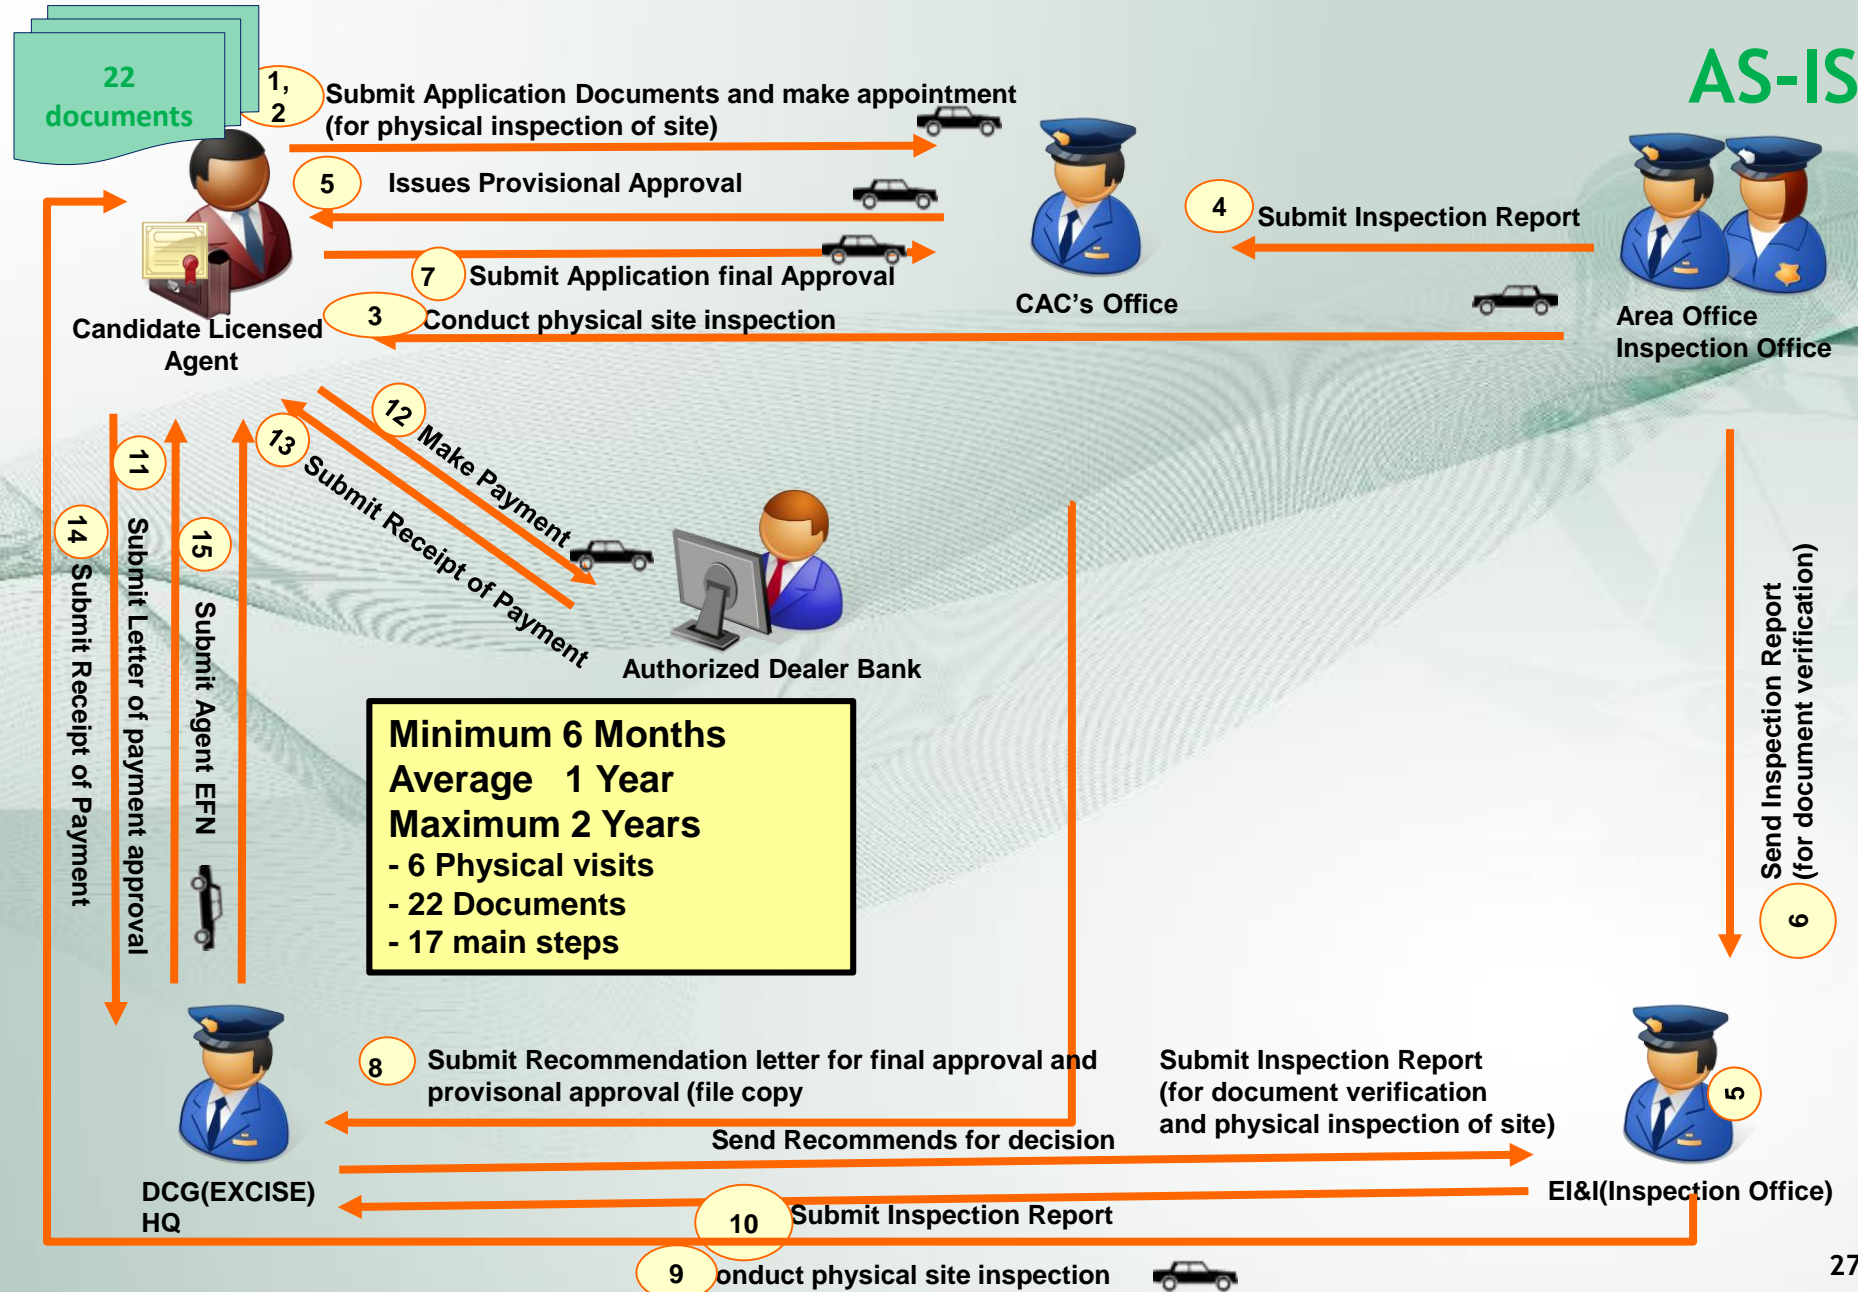 AS-IS
22
documents
1,
2
Submit Application Documents and make appointment
(for physical inspection of site)
5
Issues Provisional Approval
4
Submit Inspection Report
7
Submit Application final Approval
3
Conduct physical site inspection
CAC's Office
Area Office
Inspection Office
Candidate Licensed
Agent
12
Make Payment
13
Submit Receipt of Payment
11
Submit Letter of payment approval
14
Submit Receipt of Payment
15
Submit Agent EFN
Authorized Dealer Bank
Minimum 6 Months
Average 1 Year
Maximum 2 Years
- 6 Physical visits
- 22 Documents
- 17 main steps
Send Inspection Report
(for document verification)
6
8
Submit Recommendation letter for final approval and
provisonal approval (file copy
Submit Inspection Report
(for document verification
and physical inspection of site)
5
Send Recommends for decision
DCG(EXCISE)
HQ
EI&I(Inspection Office)
10
Submit Inspection Report
9
onduct physical site inspection
27